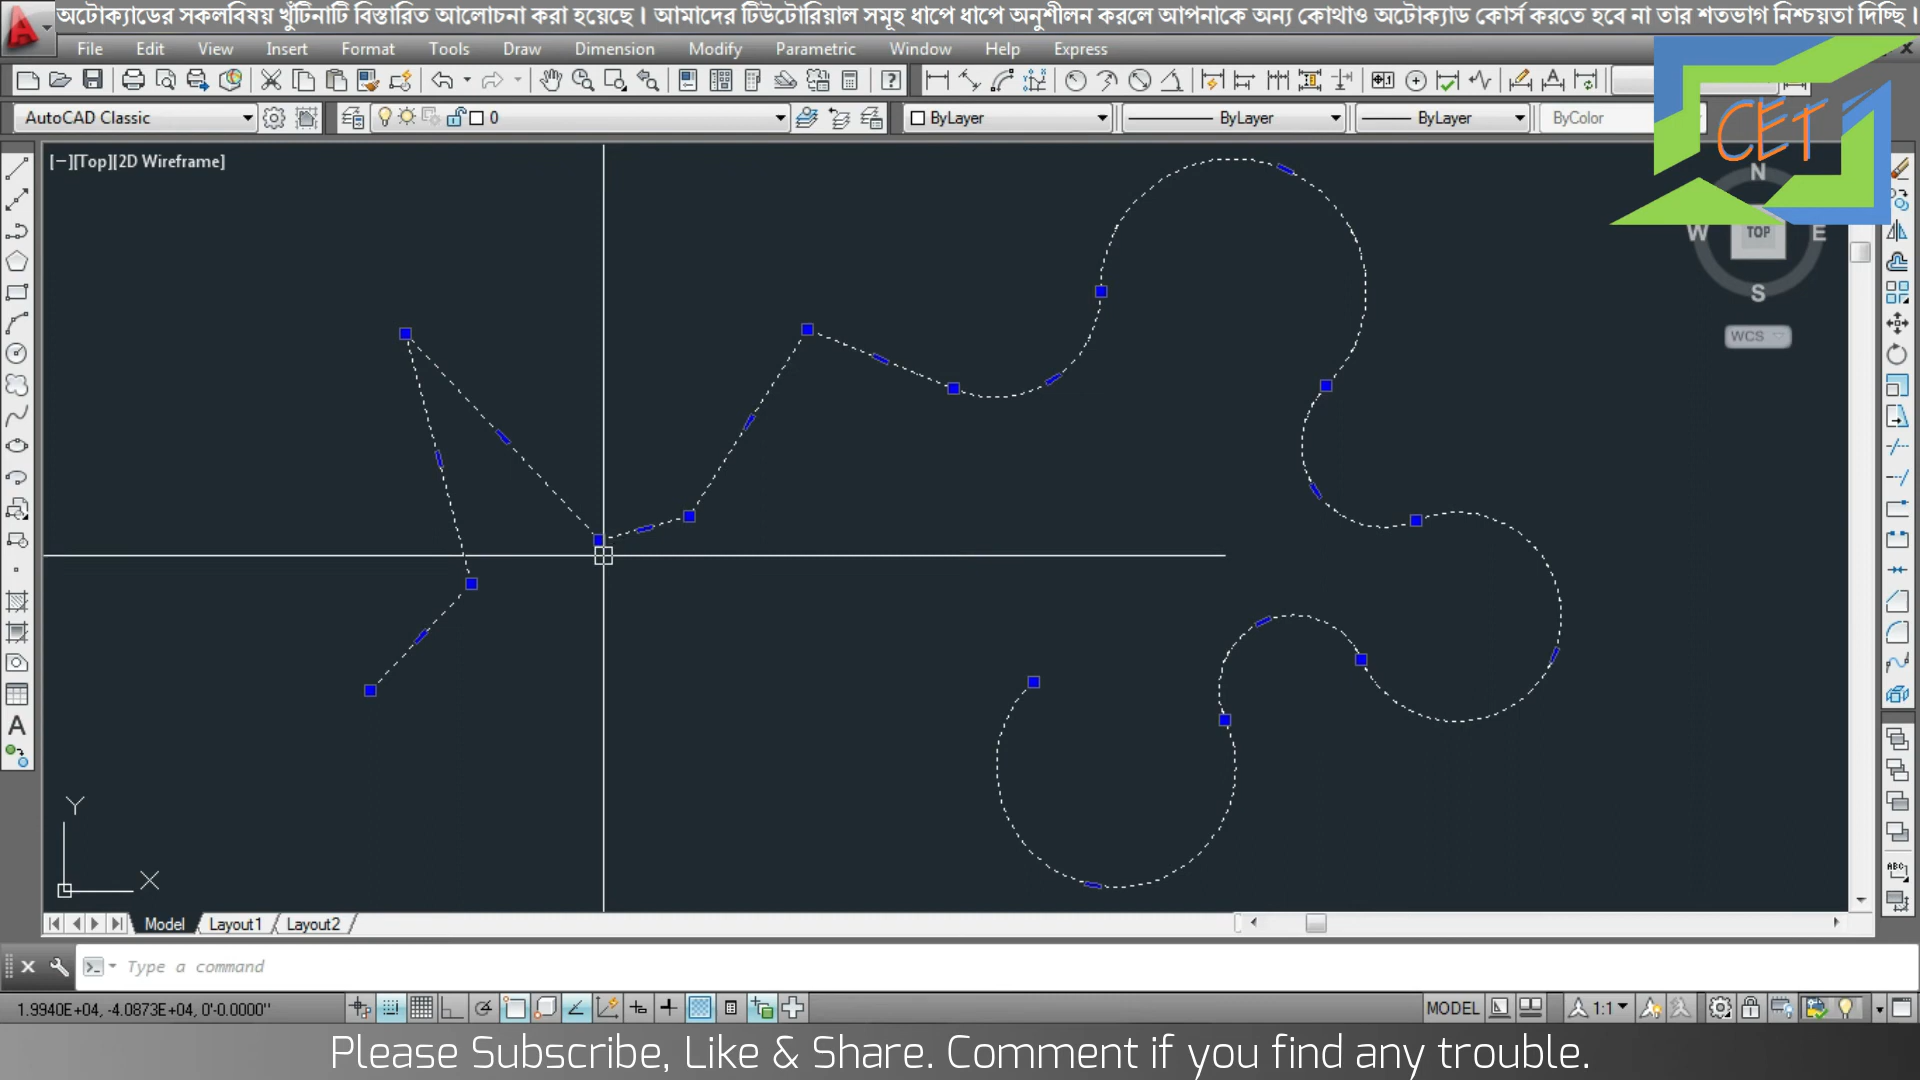 অটোক্যাডের সকলবিষয় খুঁটিনাটি বিস্তারিত আলোচনা করা হয়েছে। আমাদের টিউটোরিয়াল সমূহ ধাপে ধাপে অনুশীলন করলে আপনাকে অন্য কোথাও অটোক্যাড কোর্স করতে হবে না তার শতভাগ নিশ্চয়তা দিচ্ছি।
File Edit View Insert Format Tools Draw Dimension Modify Parametric Window Help Express
AutoCAD Classic 0 ByLayer ByLayer ByLayer ByColor
CET
[−][Top][2D Wireframe]
N
W TOP E
S
WCS
A
Y
X
ABC
Model Layout1 Layout2
Type a command
1.9940E+04, -4.0873E+04, 0'-0.0000" MODEL 1:1
Please Subscribe, Like & Share. Comment if you find any trouble.